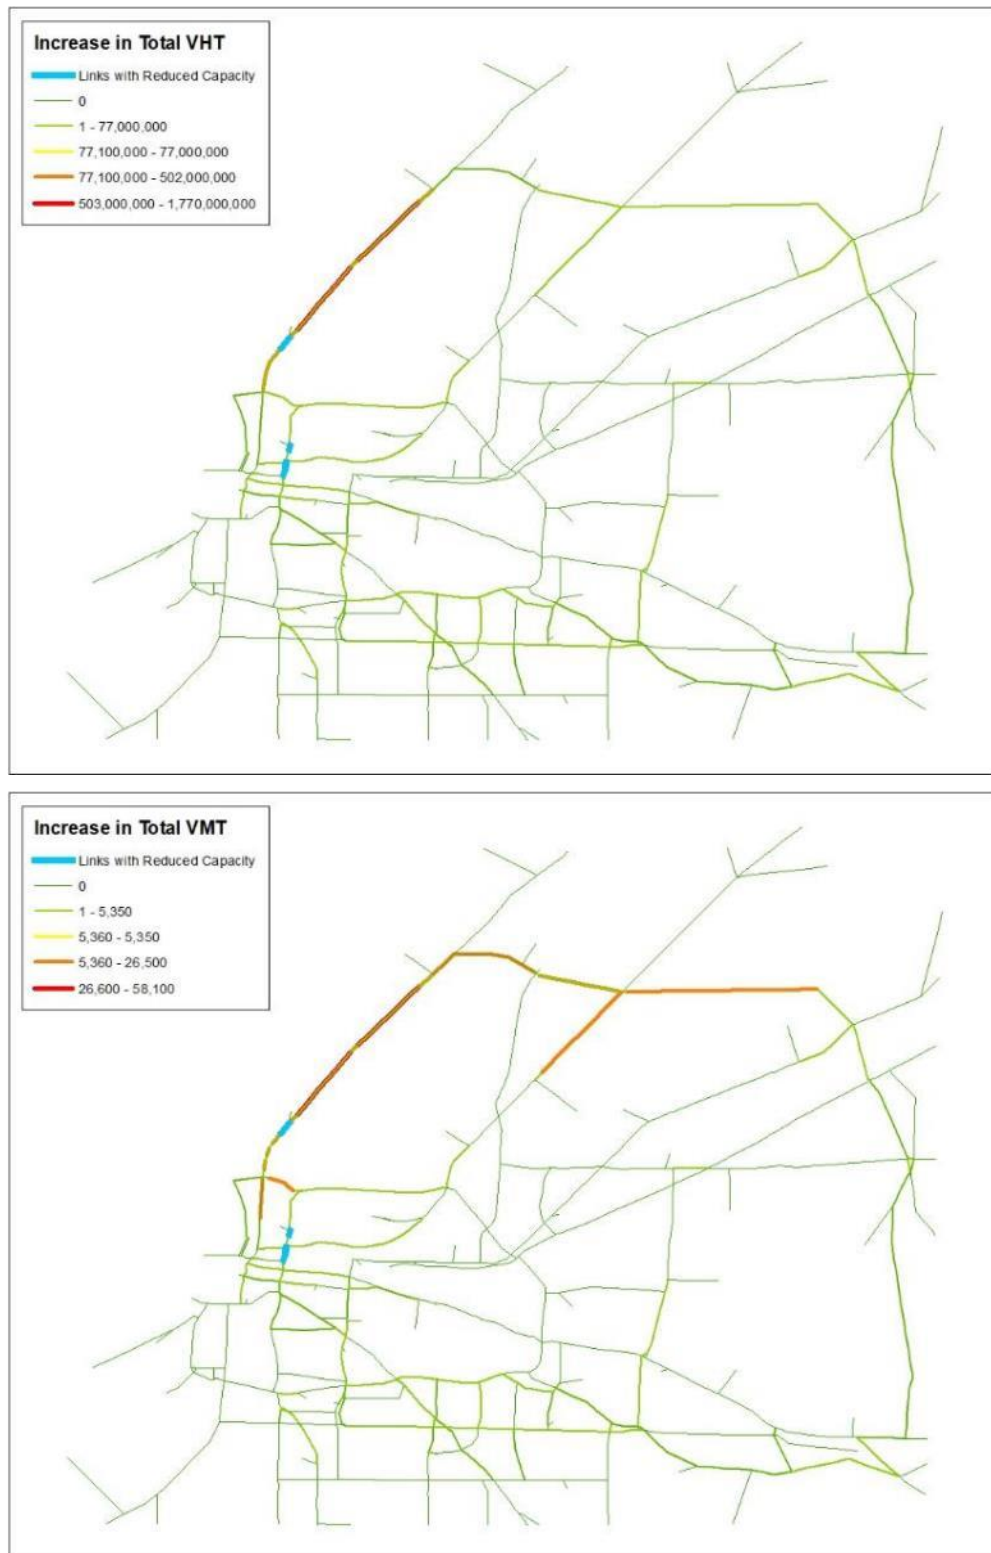 Increase in Total VHT
Links with Reduced Capacity
0
1 - 77,000,000
77,100,000 - 77,000,000
77,100,000 - 502,000,000
503,000,000 - 1,770,000,000
Increase in Total VMT
Links with Reduced Capacity
0
1 - 5,350
5,360 - 5,350
5,360 - 26,500
26,600 - 58,100